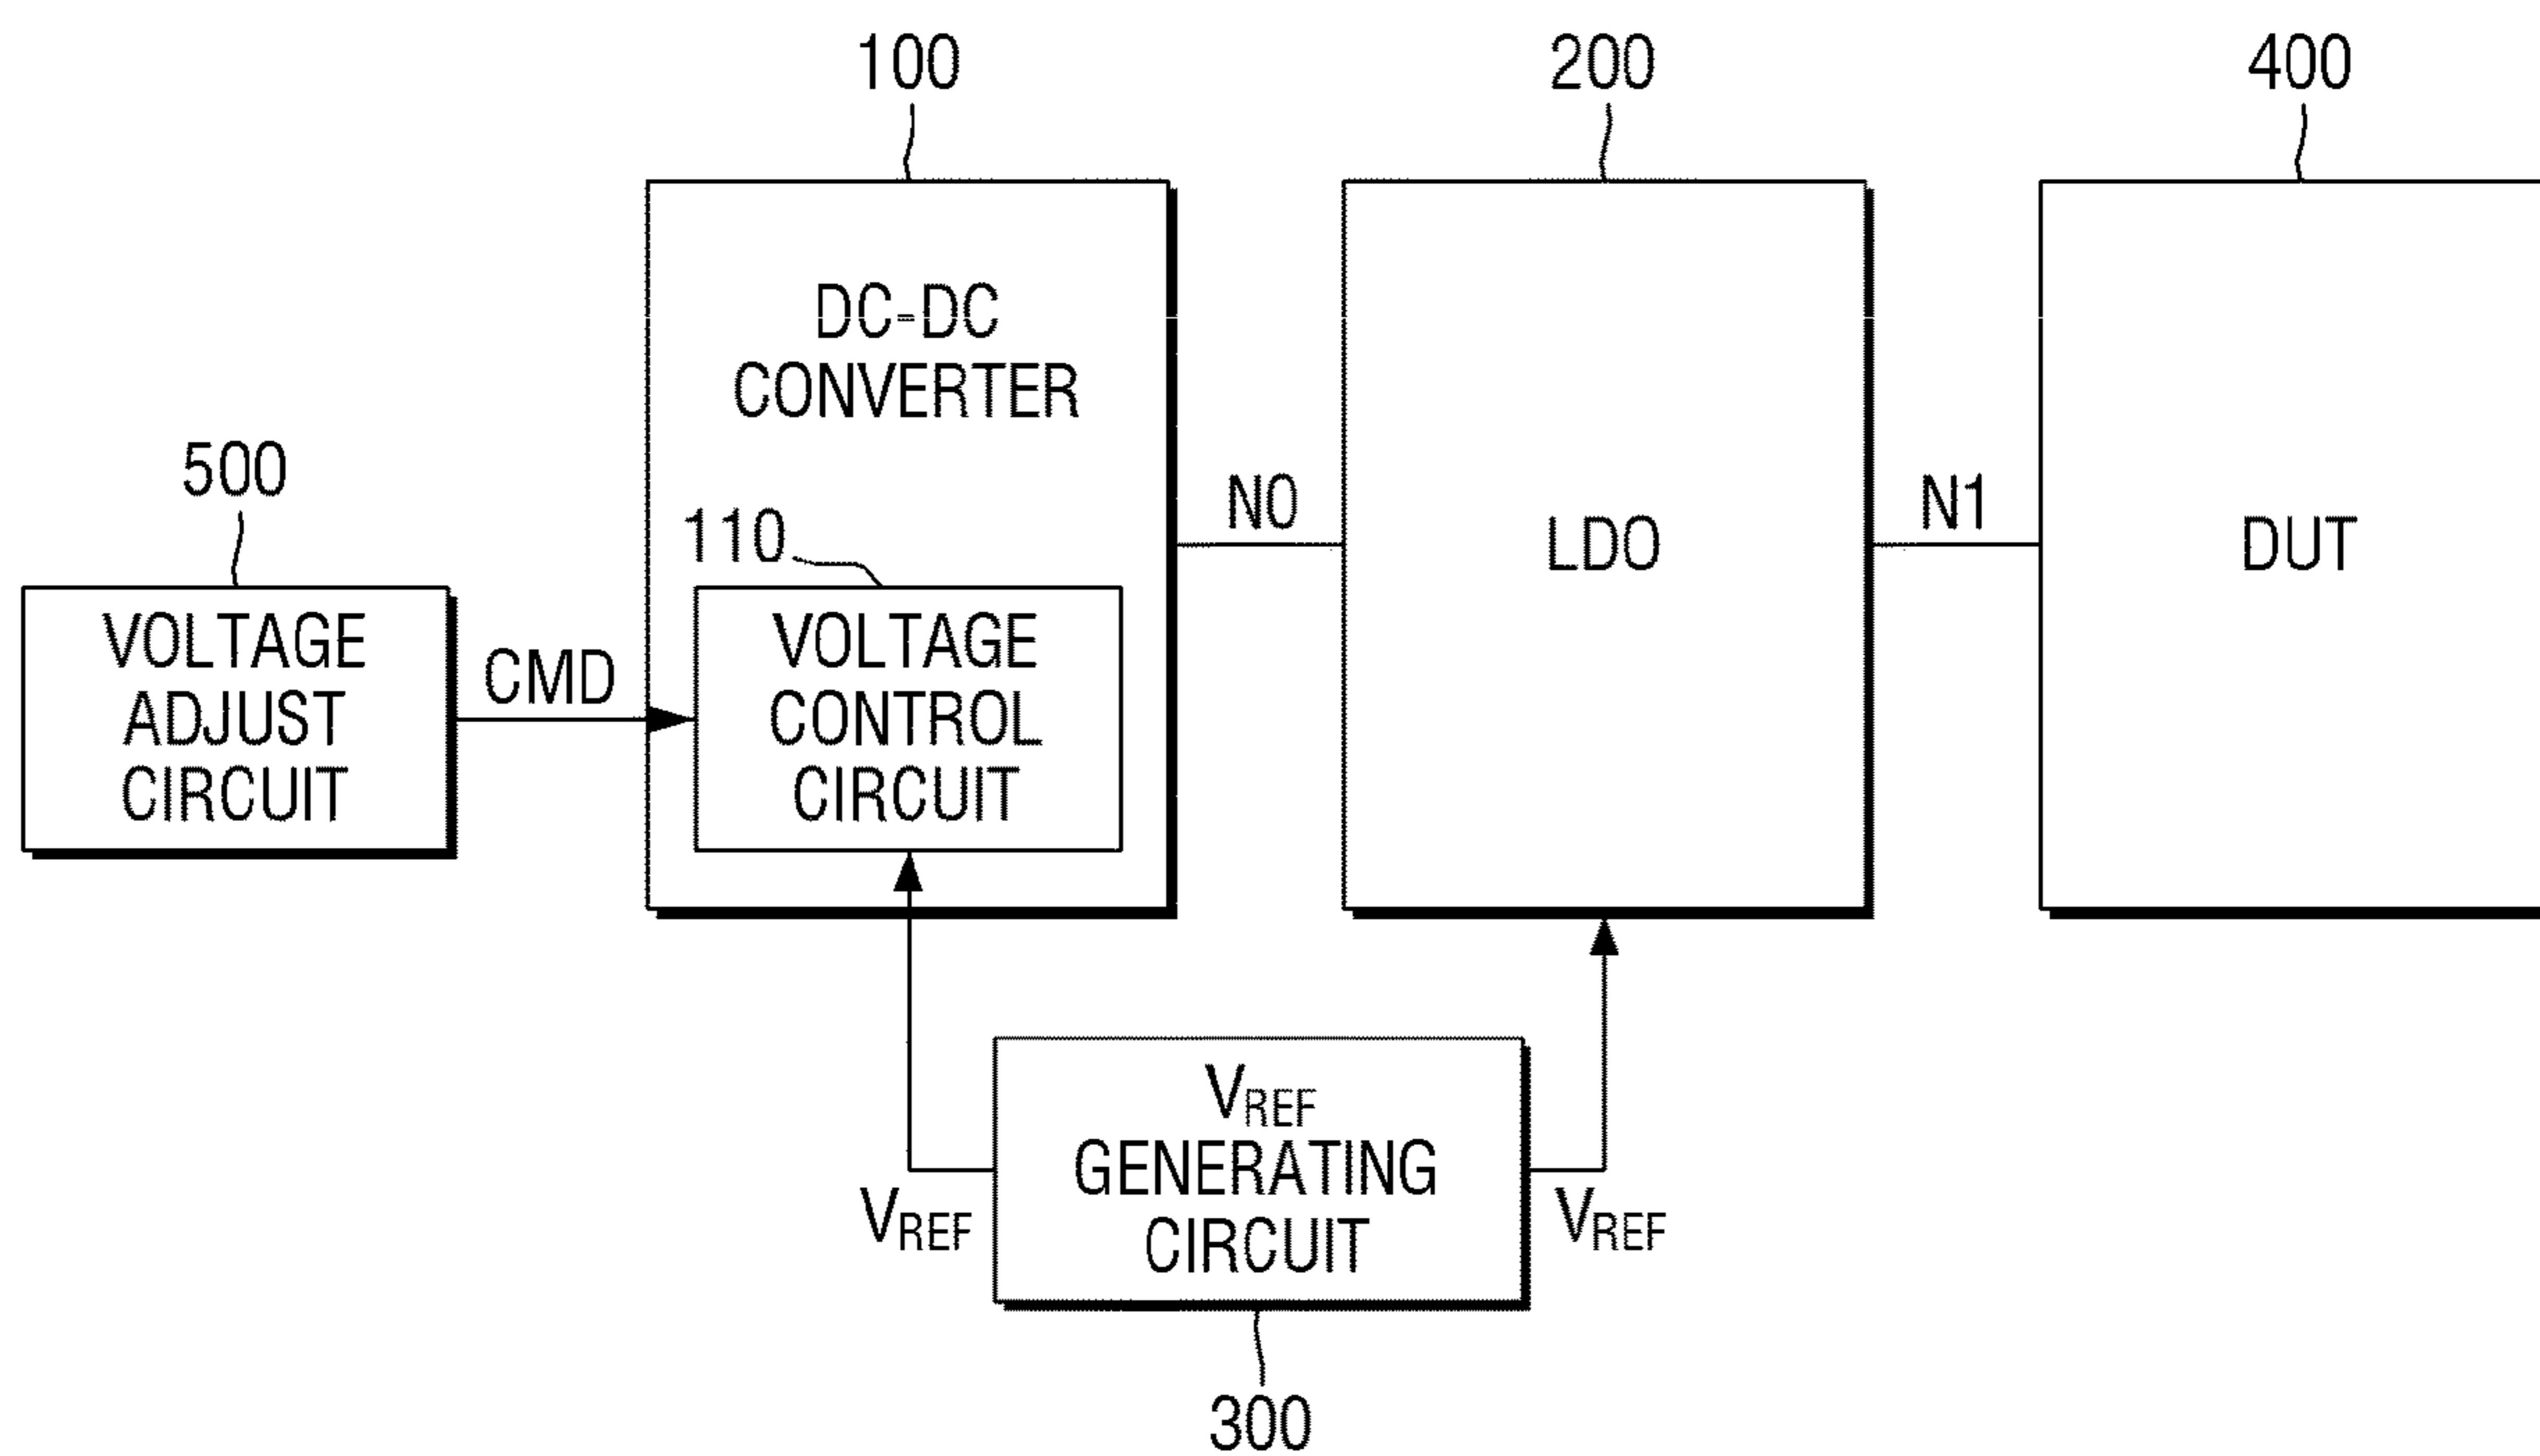 100
200
400
DC-DC
CONVERTER
500
110
N0
LDO
N1
DUT
VOLTAGE
ADJUST
CIRCUIT
CMD
VOLTAGE
CONTROL
CIRCUIT
VREF
GENERATING
CIRCUIT
VREF
VREF
300